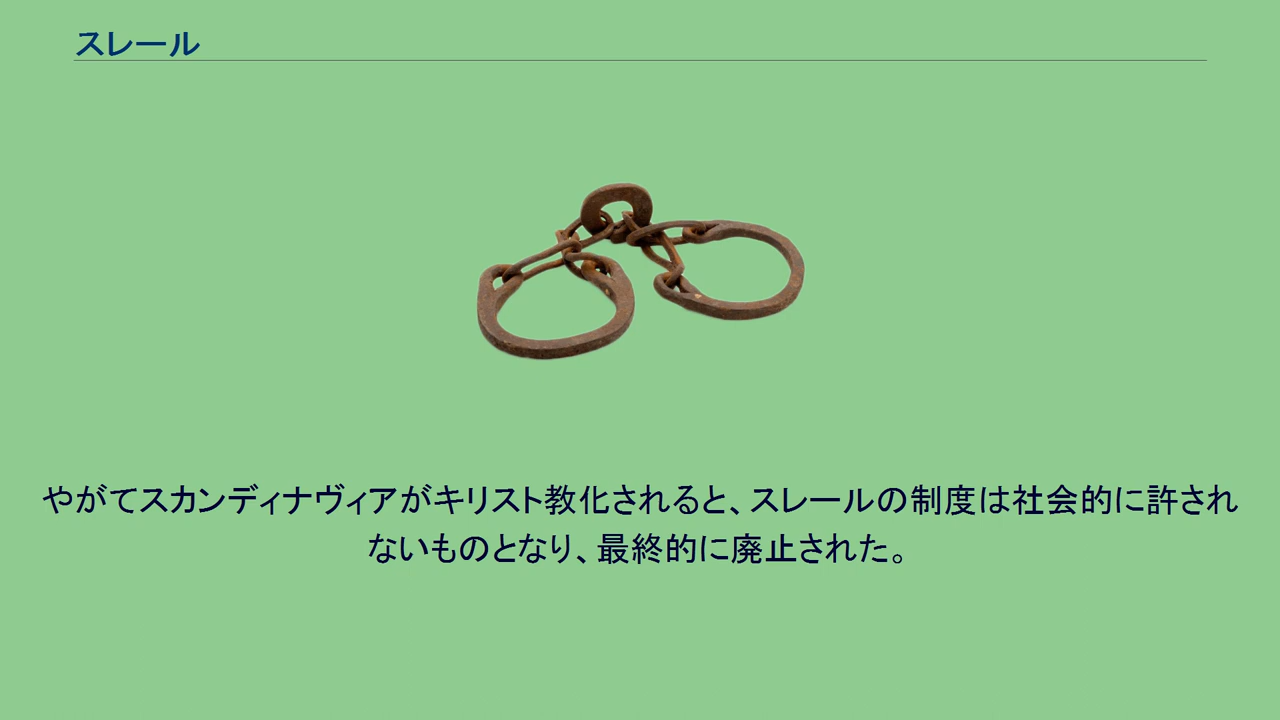 スレール
やがてスカンディナヴィアがキリスト教化されると、スレールの制度は社会的に許され
ないものとなり、最終的に廃止された。